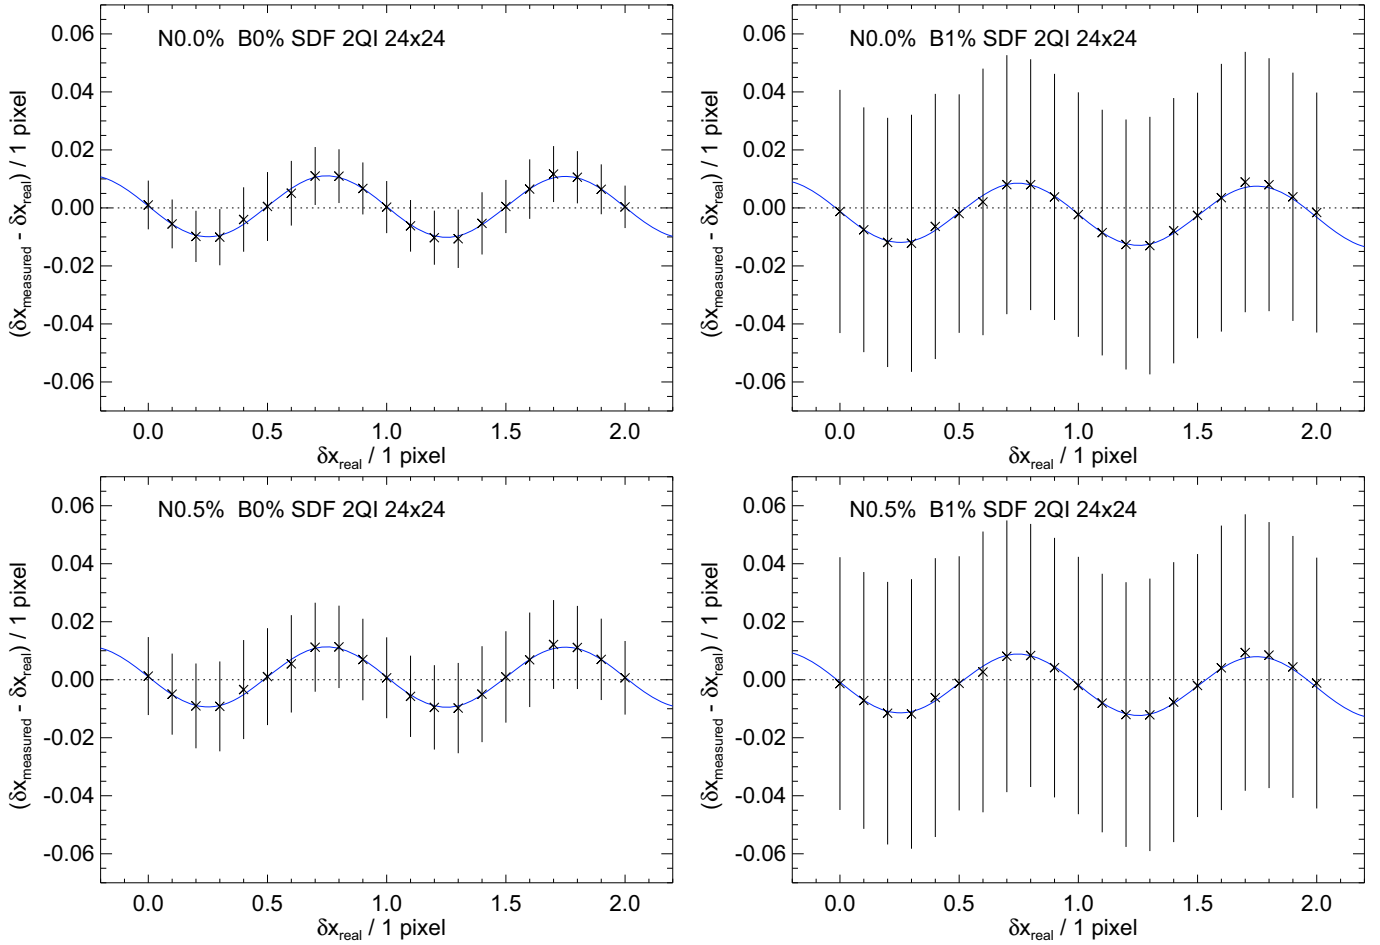 N0.0%  B0% SDF 2QI 24x24
0.06
0.04
0.02
0.00
-0.02
-0.04
-0.06
(δx_measured - δx_real) / 1 pixel
0.0 0.5 1.0 1.5 2.0
δx_real / 1 pixel
N0.0%  B1% SDF 2QI 24x24
0.06
0.04
0.02
0.00
-0.02
-0.04
-0.06
(δx_measured - δx_real) / 1 pixel
0.0 0.5 1.0 1.5 2.0
δx_real / 1 pixel
N0.5%  B0% SDF 2QI 24x24
0.06
0.04
0.02
0.00
-0.02
-0.04
-0.06
(δx_measured - δx_real) / 1 pixel
0.0 0.5 1.0 1.5 2.0
δx_real / 1 pixel
N0.5%  B1% SDF 2QI 24x24
0.06
0.04
0.02
0.00
-0.02
-0.04
-0.06
(δx_measured - δx_real) / 1 pixel
0.0 0.5 1.0 1.5 2.0
δx_real / 1 pixel